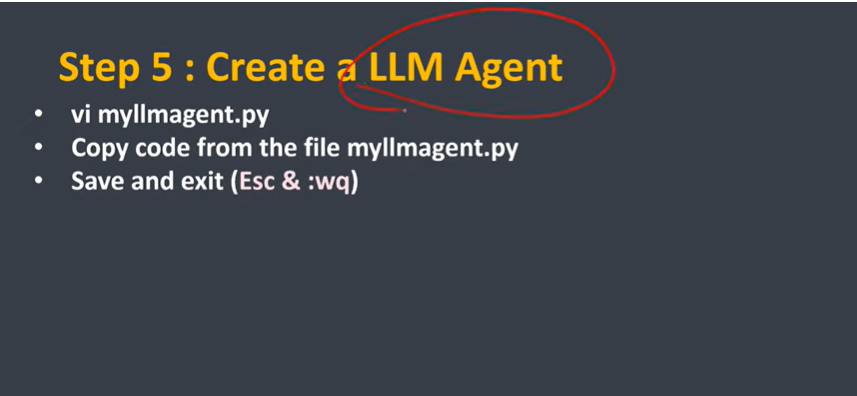 Step 5 : Create a LLM Agent
• vi myllmagent.py
• Copy code from the file myllmagent.py
• Save and exit (Esc & :wq)